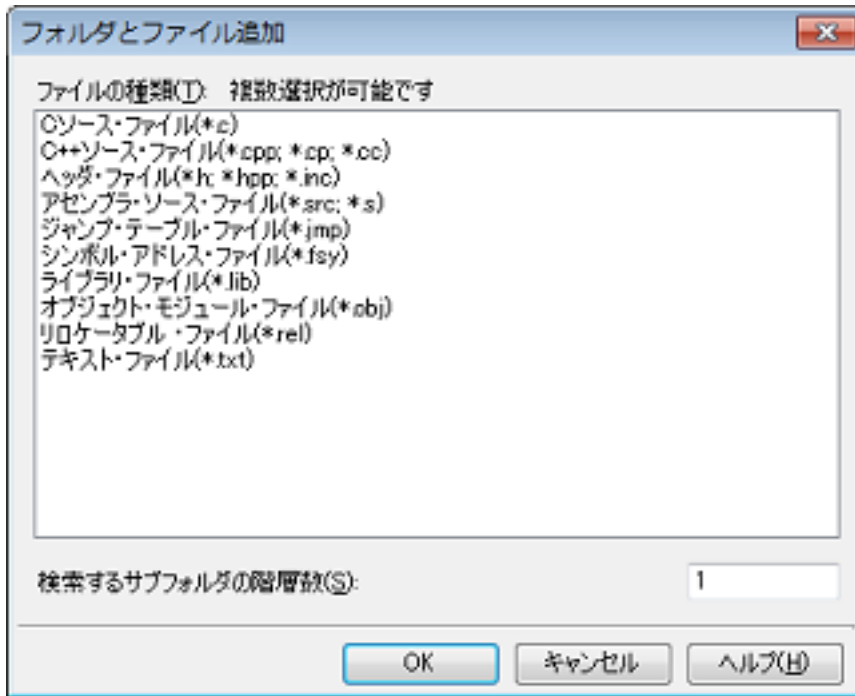 フォルダとファイル追加
ファイルの種類(T): 複数選択が可能です
Cソース・ファイル(*.c)
C++ソース・ファイル(*.cpp; *.cp; *.cc)
ヘッダ・ファイル(*.h; *.hpp; *.inc)
アセンブラ・ソース・ファイル(*.src; *.s)
ジャンプ・テーブル・ファイル(*.jmp)
シンボル・アドレス・ファイル(*.fsy)
ライブラリ・ファイル(*.lib)
オブジェクト・モジュール・ファイル(*.obj)
リロケータブル ・ファイル(*.rel)
テキスト・ファイル(*.txt)
検索するサブフォルダの階層数(S): 1
OK キャンセル ヘルプ(H)